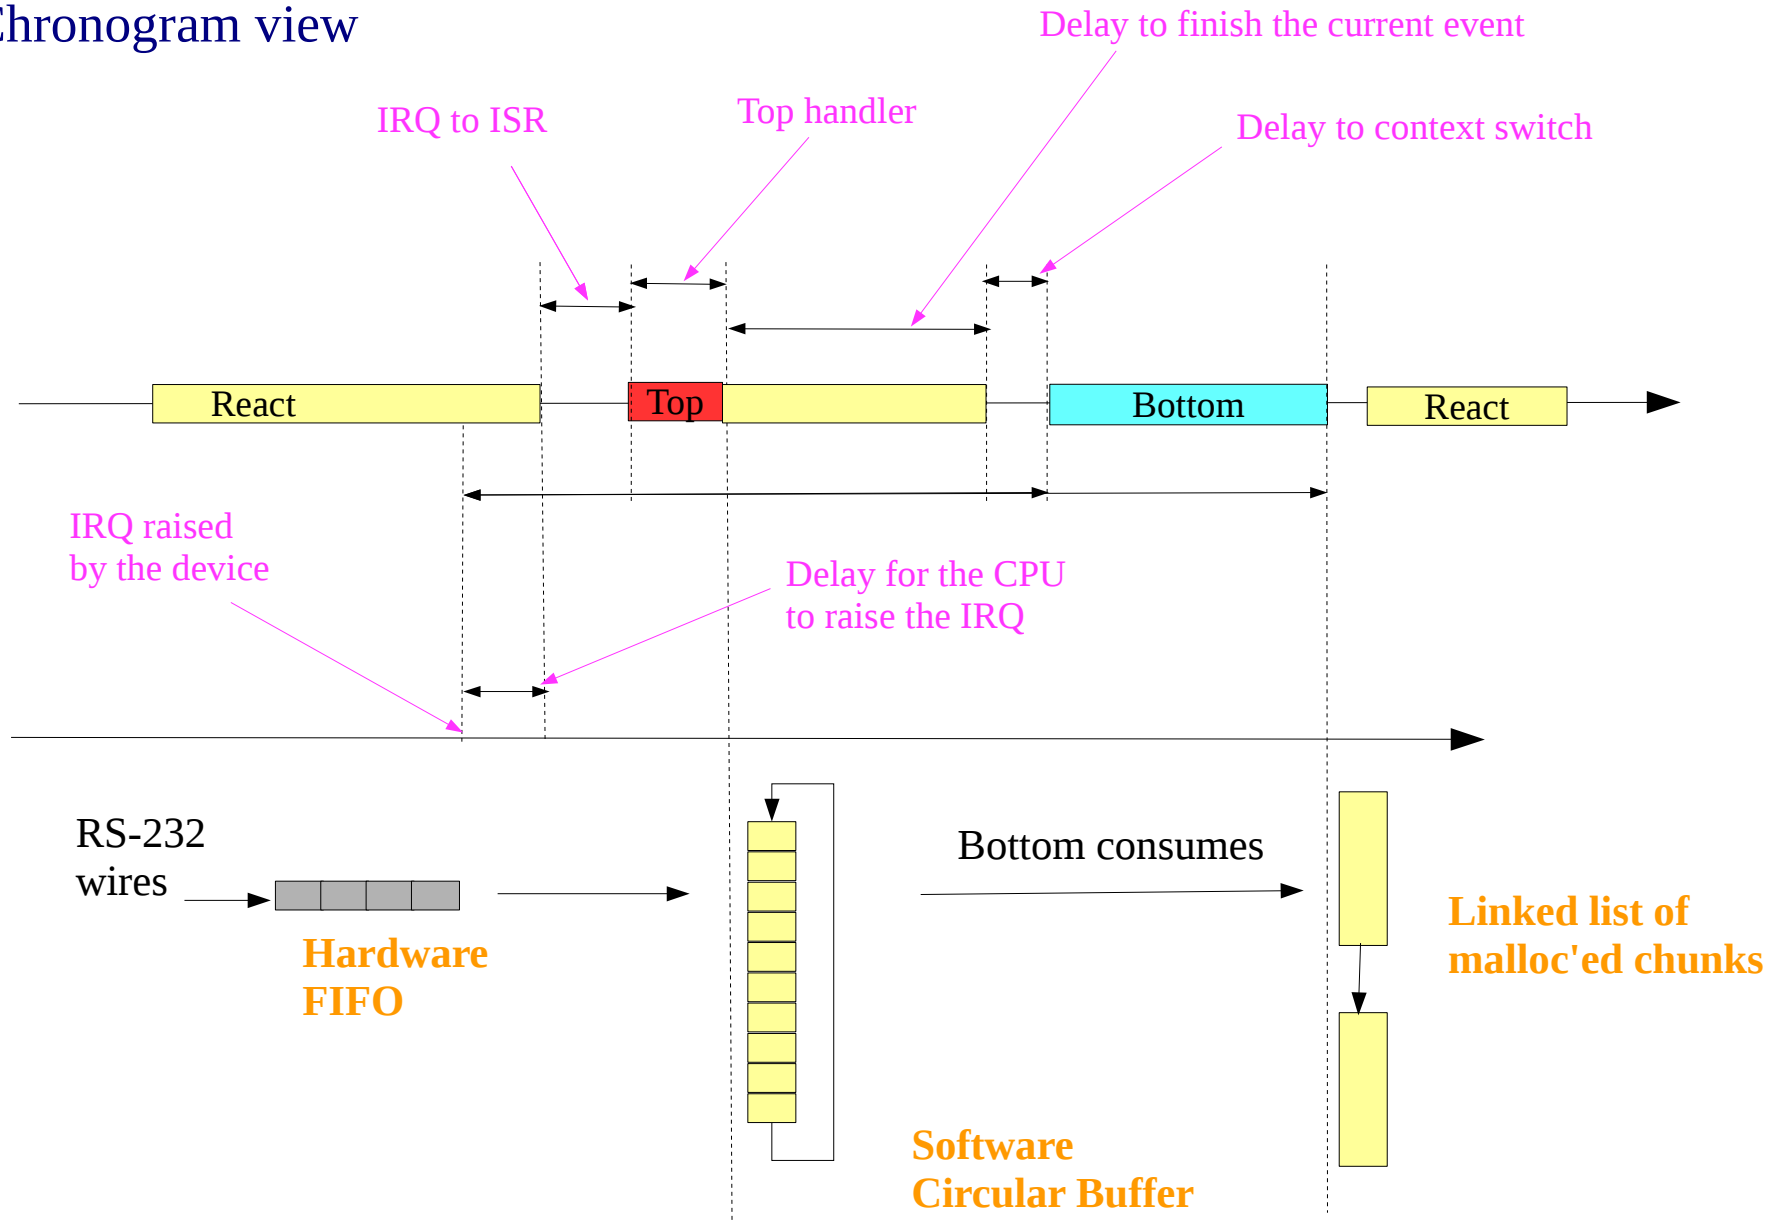 Chronogram view
Delay to finish the current event
IRQ to ISR
Top handler
Delay to context switch
React
Top
Bottom
React
IRQ raised
by the device
Delay for the CPU
to raise the IRQ
RS-232
wires
Bottom consumes
Hardware
FIFO
Linked list of
malloc'ed chunks
Software
Circular Buffer